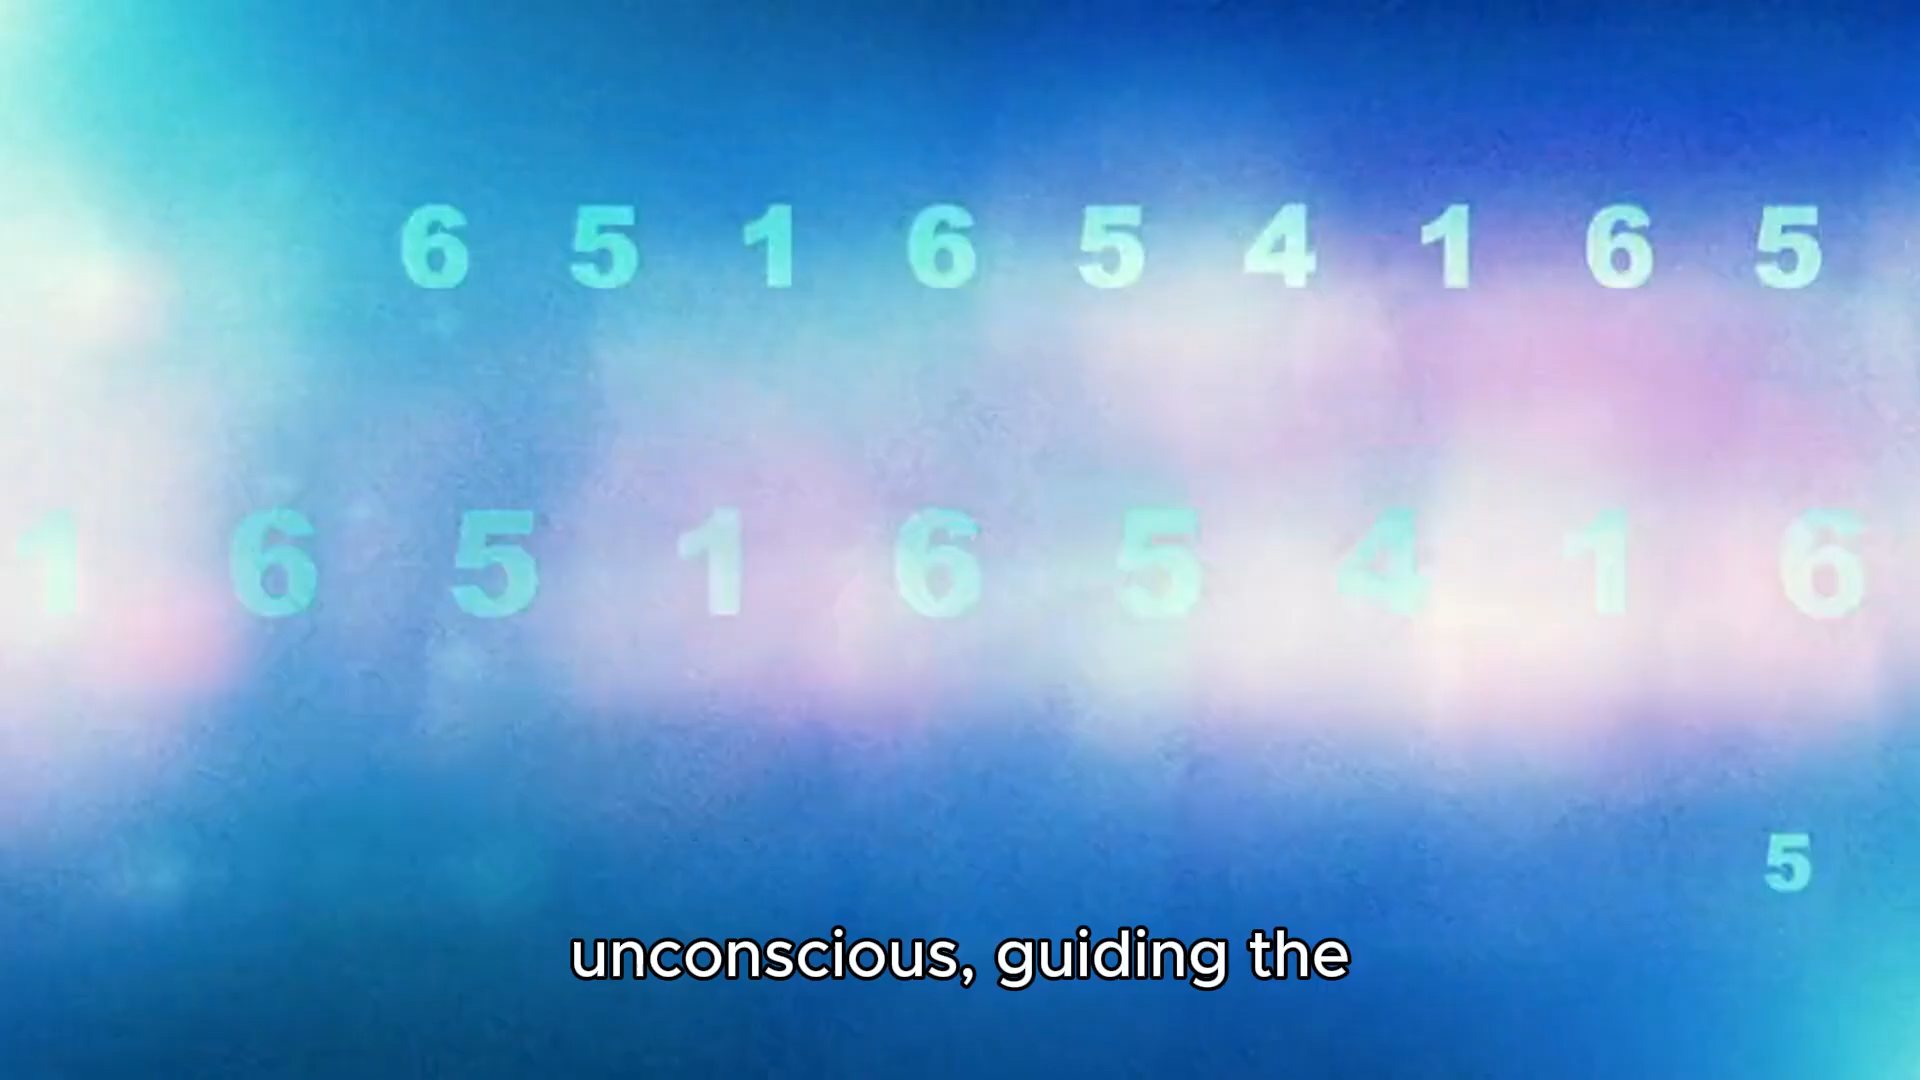 6 5 1 6 5 4 1 6 5
1 6 5 1 6 5 4 1 6
5
unconscious, guiding the